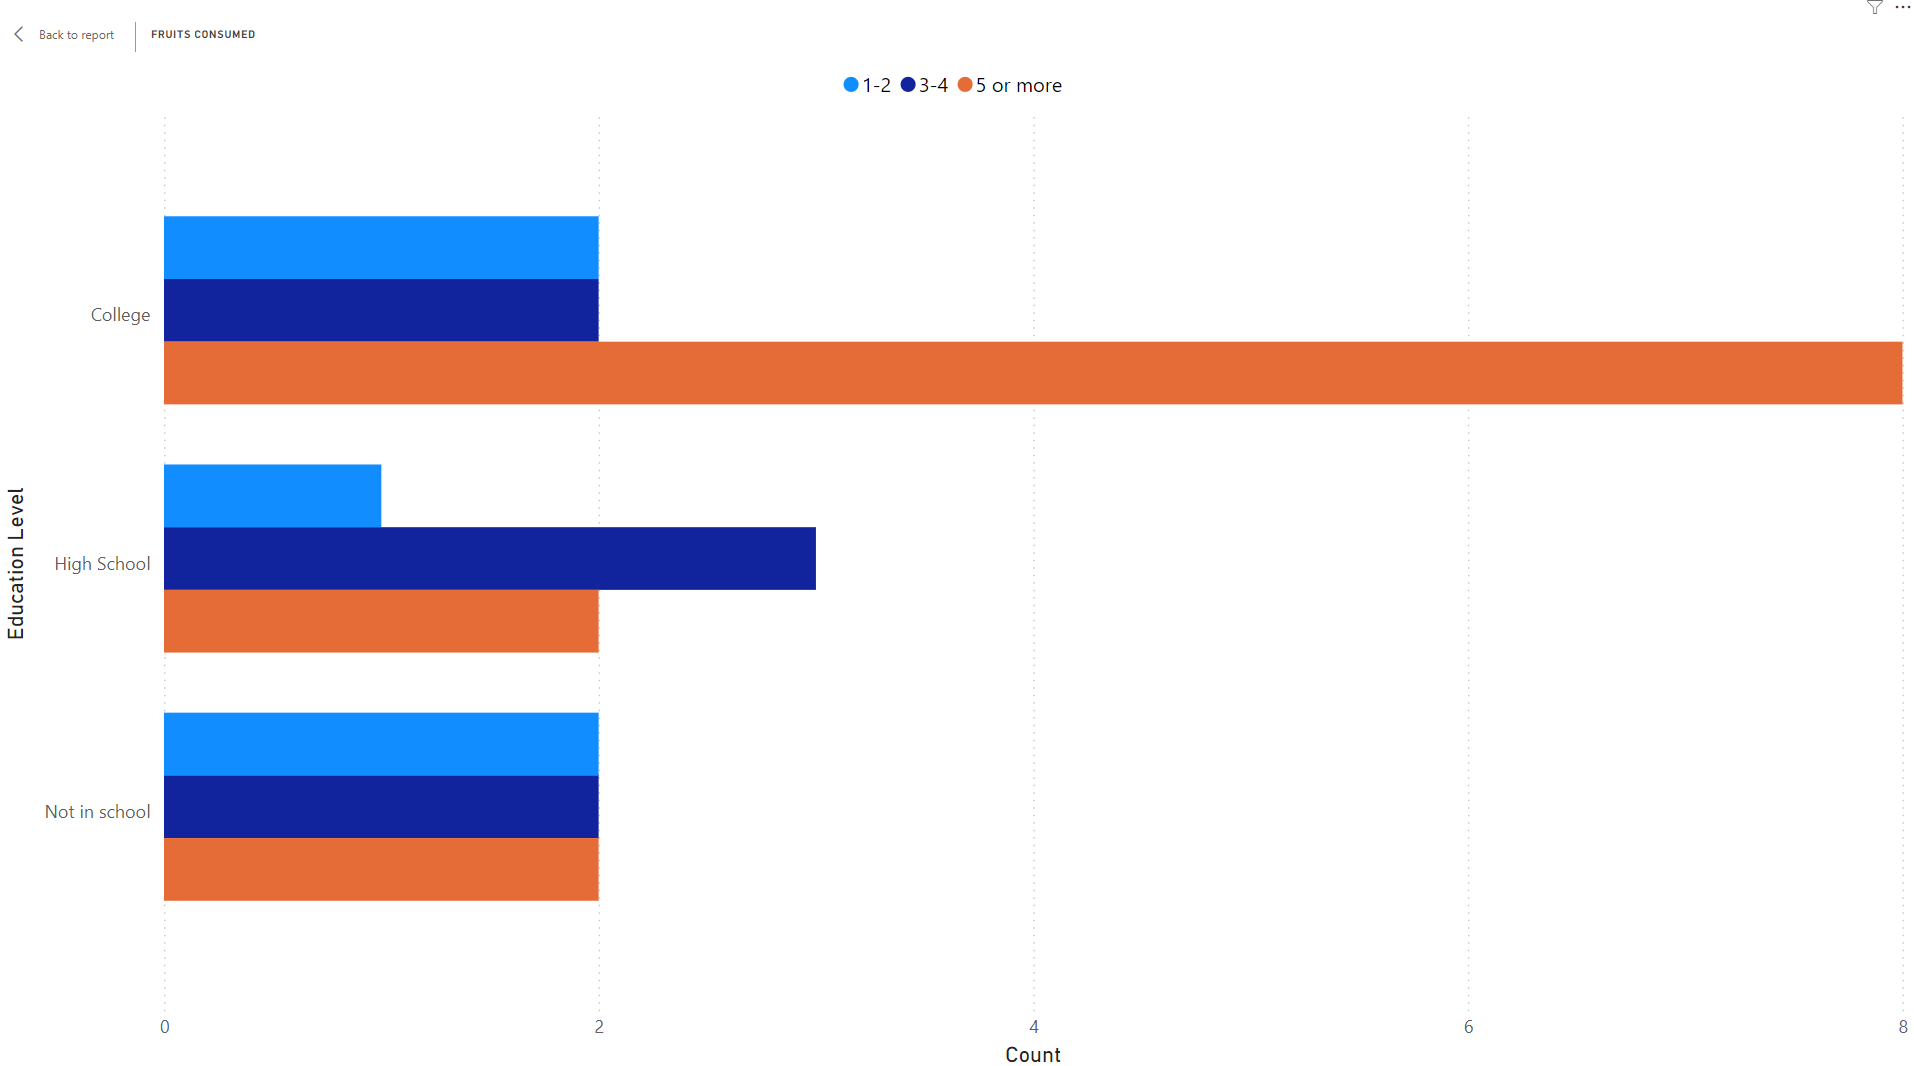 Back to report
FRUITS CONSUMED
1-2 3-4 5 or more
Education Level
College
High School
Not in school
0 2 4 6 8
Count